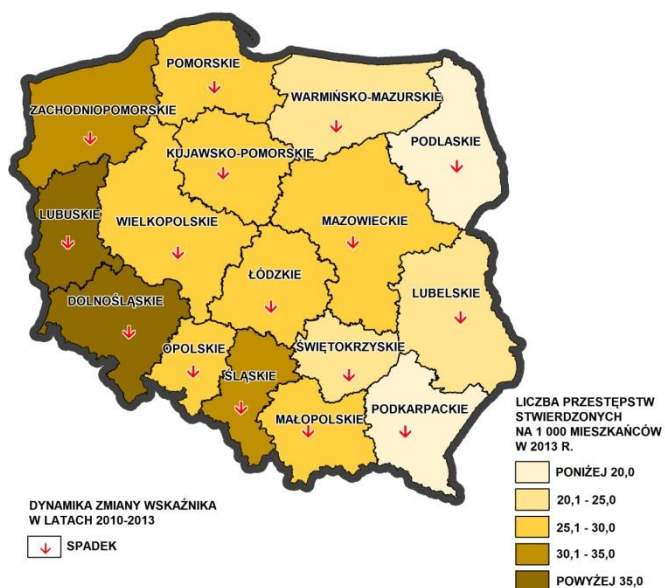 POMORSKIE
WARMIŃSKO-MAZURSKIE
ZACHODNIOPOMORSKIE
PODLASKIE
KUJAWSKO-POMORSKIE
LUBUSKIE
WIELKOPOLSKIE
MAZOWIECKIE
ŁÓDZKIE
LUBELSKIE
DOLNOŚLĄSKIE
OPOLSKIE
ŚWIĘTOKRZYSKIE
ŚLĄSKIE
MAŁOPOLSKIE
PODKARPACKIE
LICZBA PRZESTĘPSTW
STWIERDZONYCH
NA 1 000 MIESZKAŃCÓW
W 2013 R.
PONIŻEJ 20,0
20,1 - 25,0
25,1 - 30,0
30,1 - 35,0
POWYŻEJ 35,0
DYNAMIKA ZMIANY WSKAŹNIKA
W LATACH 2010-2013
SPADEK